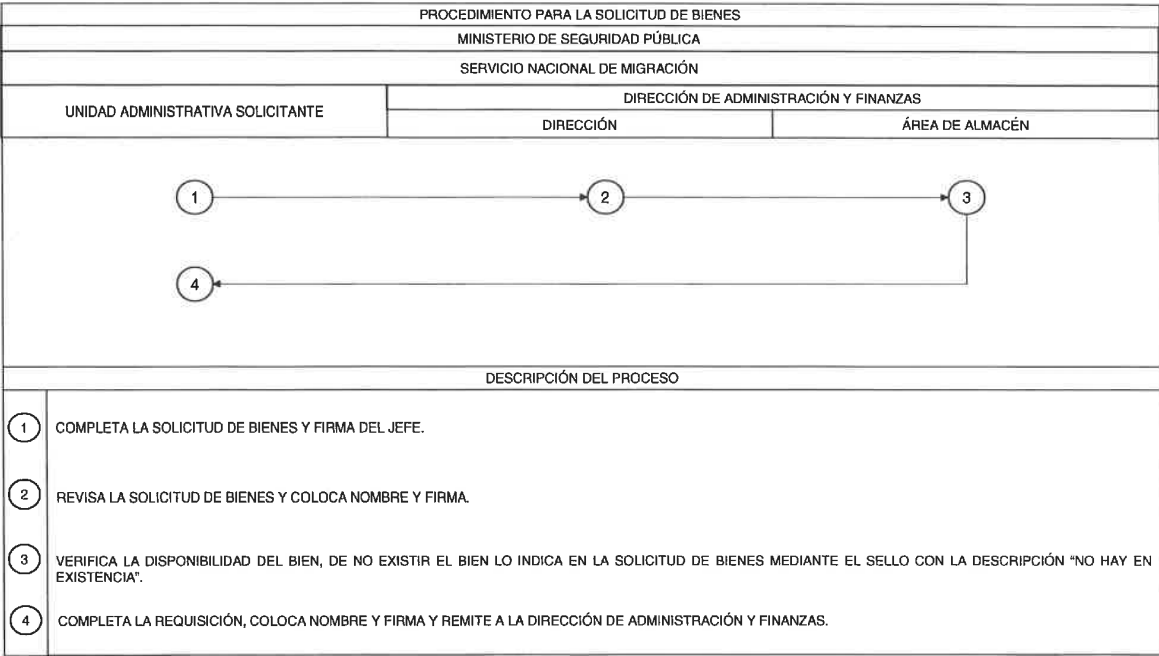 PROCEDIMIENTO PARA LA SOLICITUD DE BIENES
MINISTERIO DE SEGURIDAD PÚBLICA
SERVICIO NACIONAL DE MIGRACIÓN
UNIDAD ADMINISTRATIVA SOLICITANTE
DIRECCIÓN DE ADMINISTRACIÓN Y FINANZAS
DIRECCIÓN
ÁREA DE ALMACÉN
1
2
3
4
DESCRIPCIÓN DEL PROCESO
1 COMPLETA LA SOLICITUD DE BIENES Y FIRMA DEL JEFE.
2 REVISA LA SOLICITUD DE BIENES Y COLOCA NOMBRE Y FIRMA.
3 VERIFICA LA DISPONIBILIDAD DEL BIEN, DE NO EXISTIR EL BIEN LO INDICA EN LA SOLICITUD DE BIENES MEDIANTE EL SELLO CON LA DESCRIPCIÓN "NO HAY EN
EXISTENCIA".
4 COMPLETA LA REQUISICIÓN, COLOCA NOMBRE Y FIRMA Y REMITE A LA DIRECCIÓN DE ADMINISTRACIÓN Y FINANZAS.